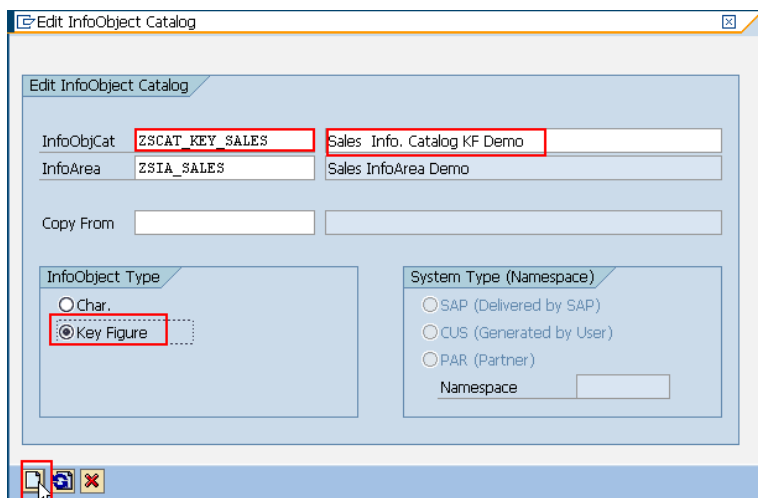 Edit InfoObject Catalog
Edit InfoObject Catalog
InfoObjCat ZSCAT_KEY_SALES Sales Info. Catalog KF Demo
InfoArea ZSIA_SALES Sales InfoArea Demo
Copy From
InfoObject Type
Char.
Key Figure
System Type (Namespace)
SAP (Delivered by SAP)
CUS (Generated by User)
PAR (Partner)
Namespace